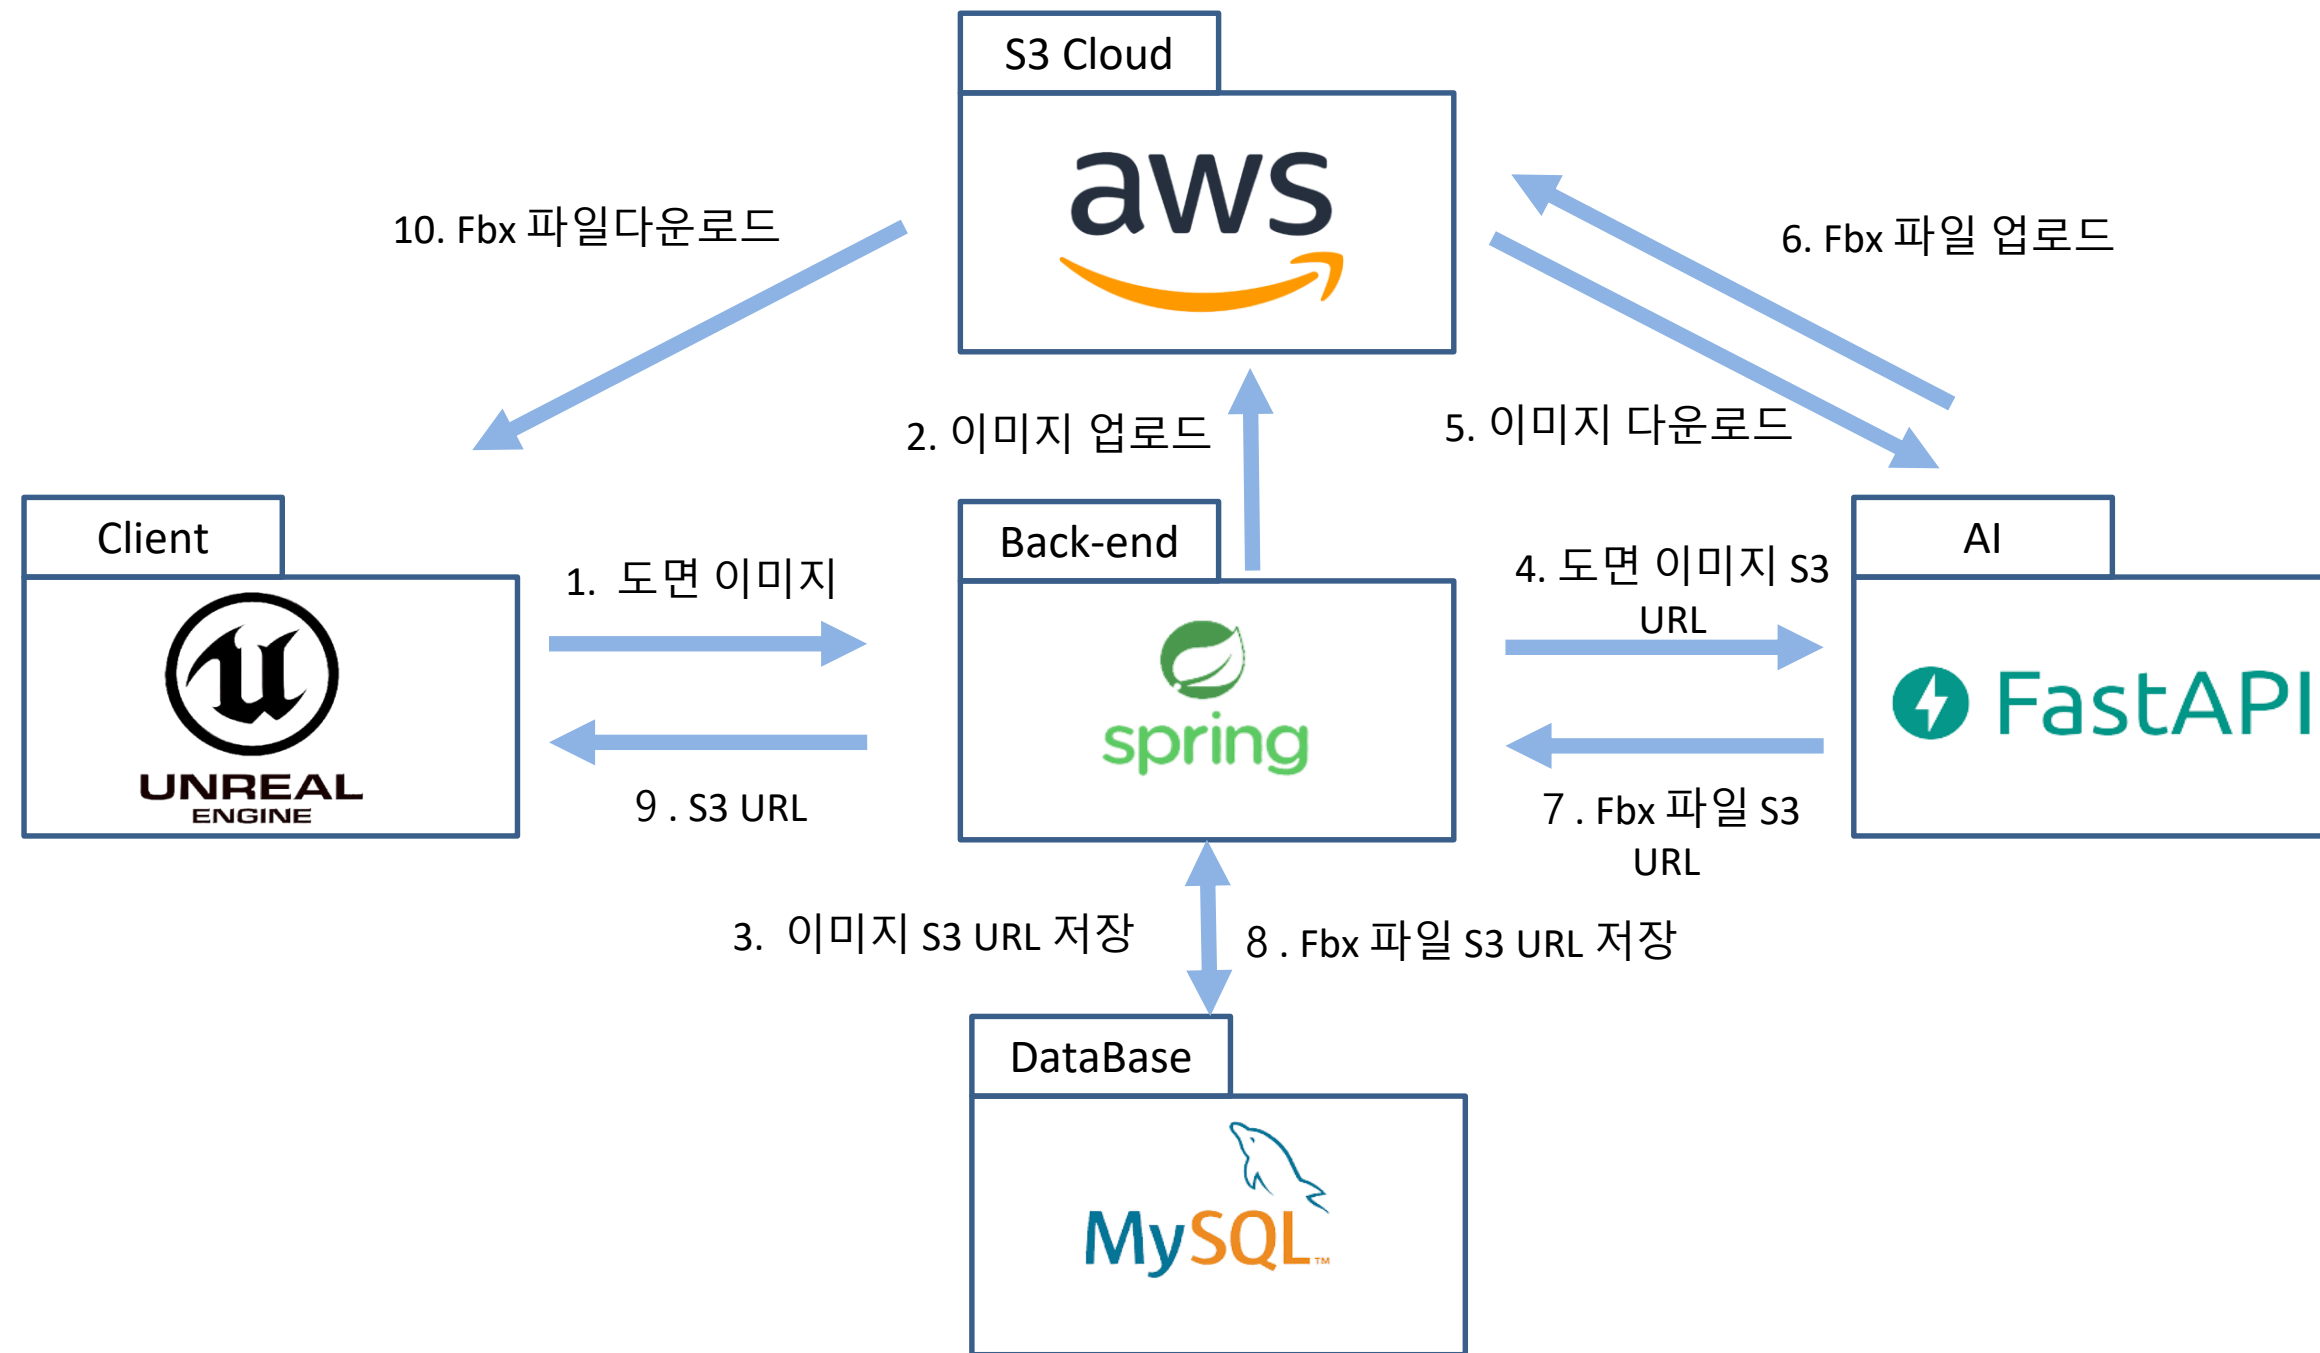 S3 Cloud
aws
10. Fbx 파일다운로드
6. Fbx 파일 업로드
2. 이미지 업로드
5. 이미지 다운로드
Client
UNREAL
ENGINE
1. 도면 이미지
9 . S3 URL
Back-end
spring
4. 도면 이미지 S3
URL
7 . Fbx 파일 S3
URL
AI
FastAPI
3. 이미지 S3 URL 저장
8 . Fbx 파일 S3 URL 저장
DataBase
MySQL™